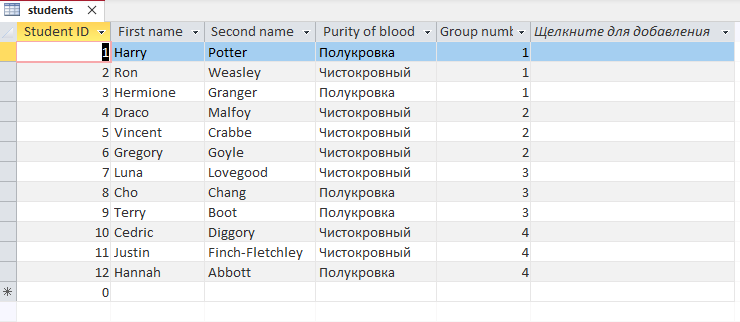 students
Student ID First name Second name Purity of blood Group numb Щелкните для добавления
1 Harry Potter Полукровка 1
2 Ron Weasley Чистокровный 1
3 Hermione Granger Полукровка 1
4 Draco Malfoy Чистокровный 2
5 Vincent Crabbe Чистокровный 2
6 Gregory Goyle Чистокровный 2
7 Luna Lovegood Чистокровный 3
8 Cho Chang Полукровка 3
9 Terry Boot Полукровка 3
10 Cedric Diggory Чистокровный 4
11 Justin Finch-Fletchley Чистокровный 4
12 Hannah Abbott Полукровка 4
0